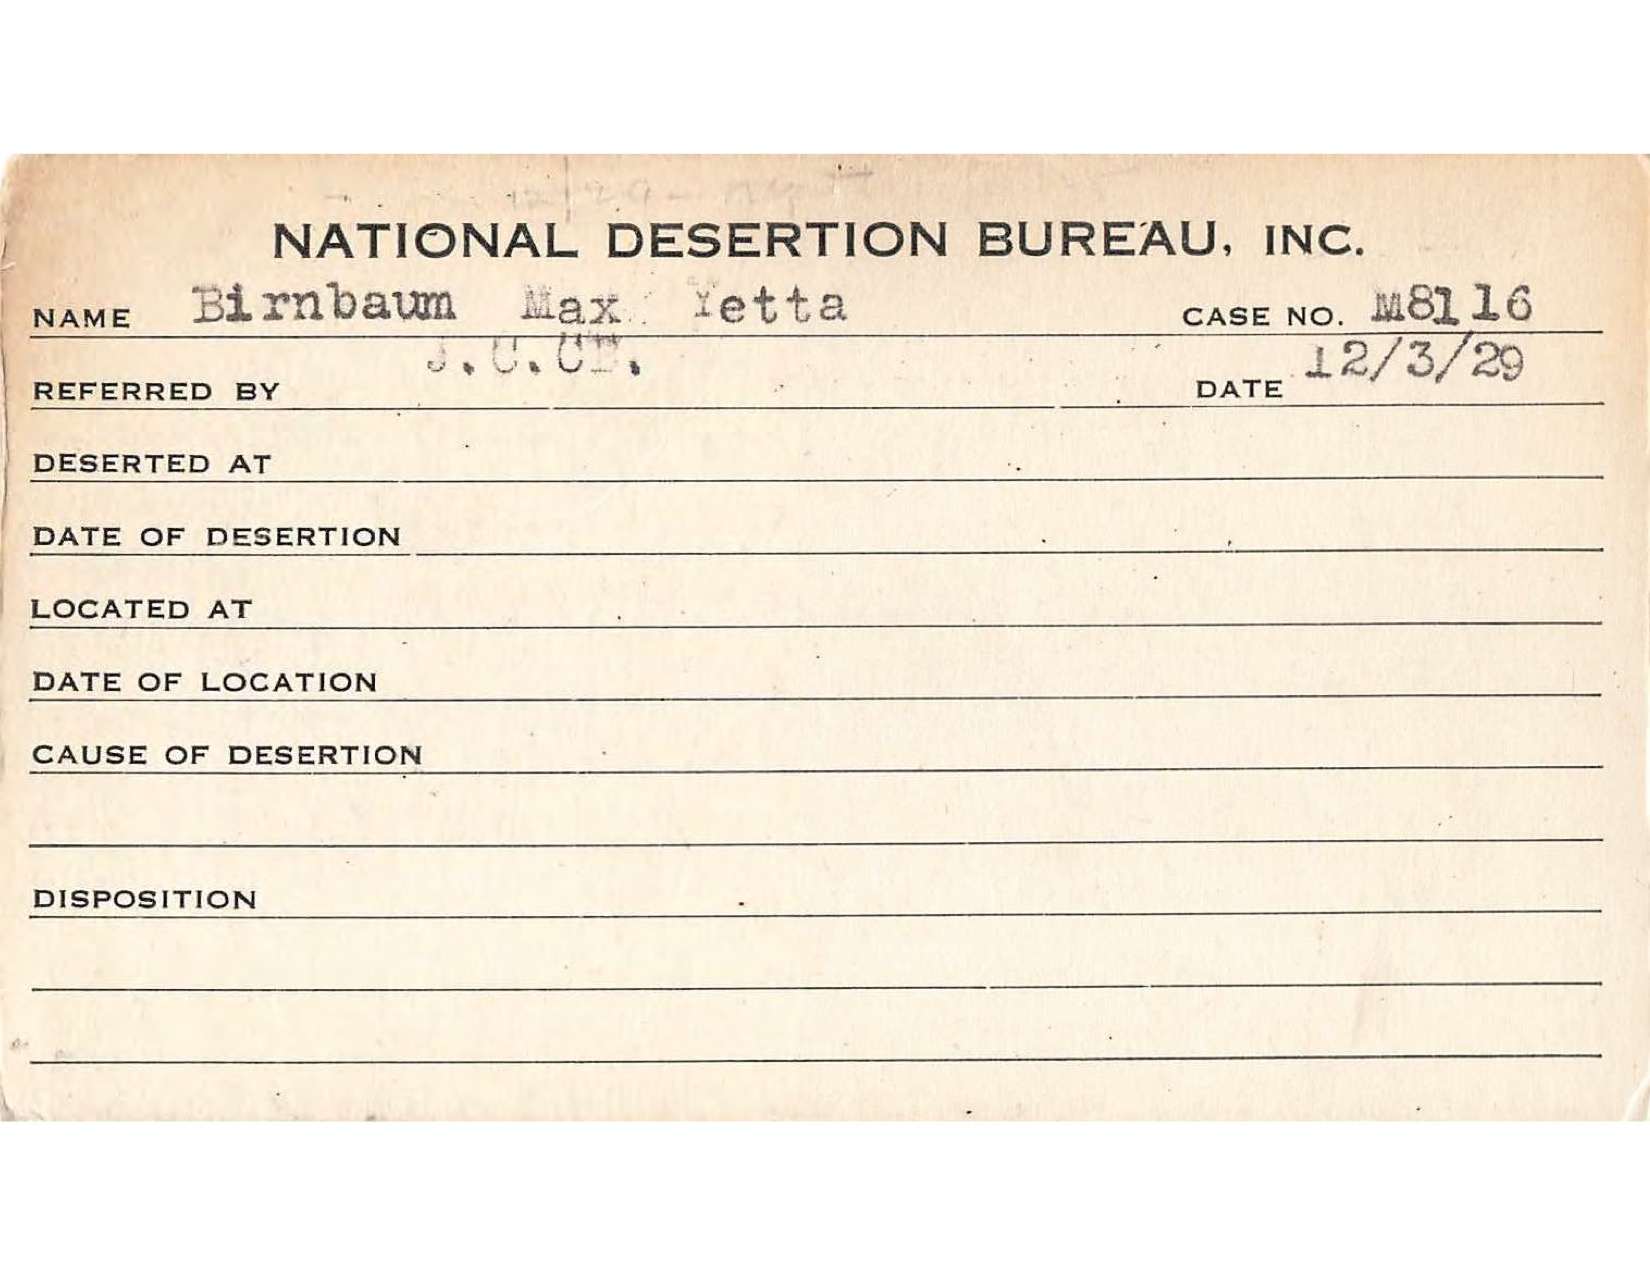 NATIONAL DESERTION BUREAU, INC.
NAME Birnbaum Max Yetta CASE NO. M8116
REFERRED BY DATE 12/3/29
DESERTED AT
DATE OF DESERTION
LOCATED AT
DATE OF LOCATION
CAUSE OF DESERTION
DISPOSITION